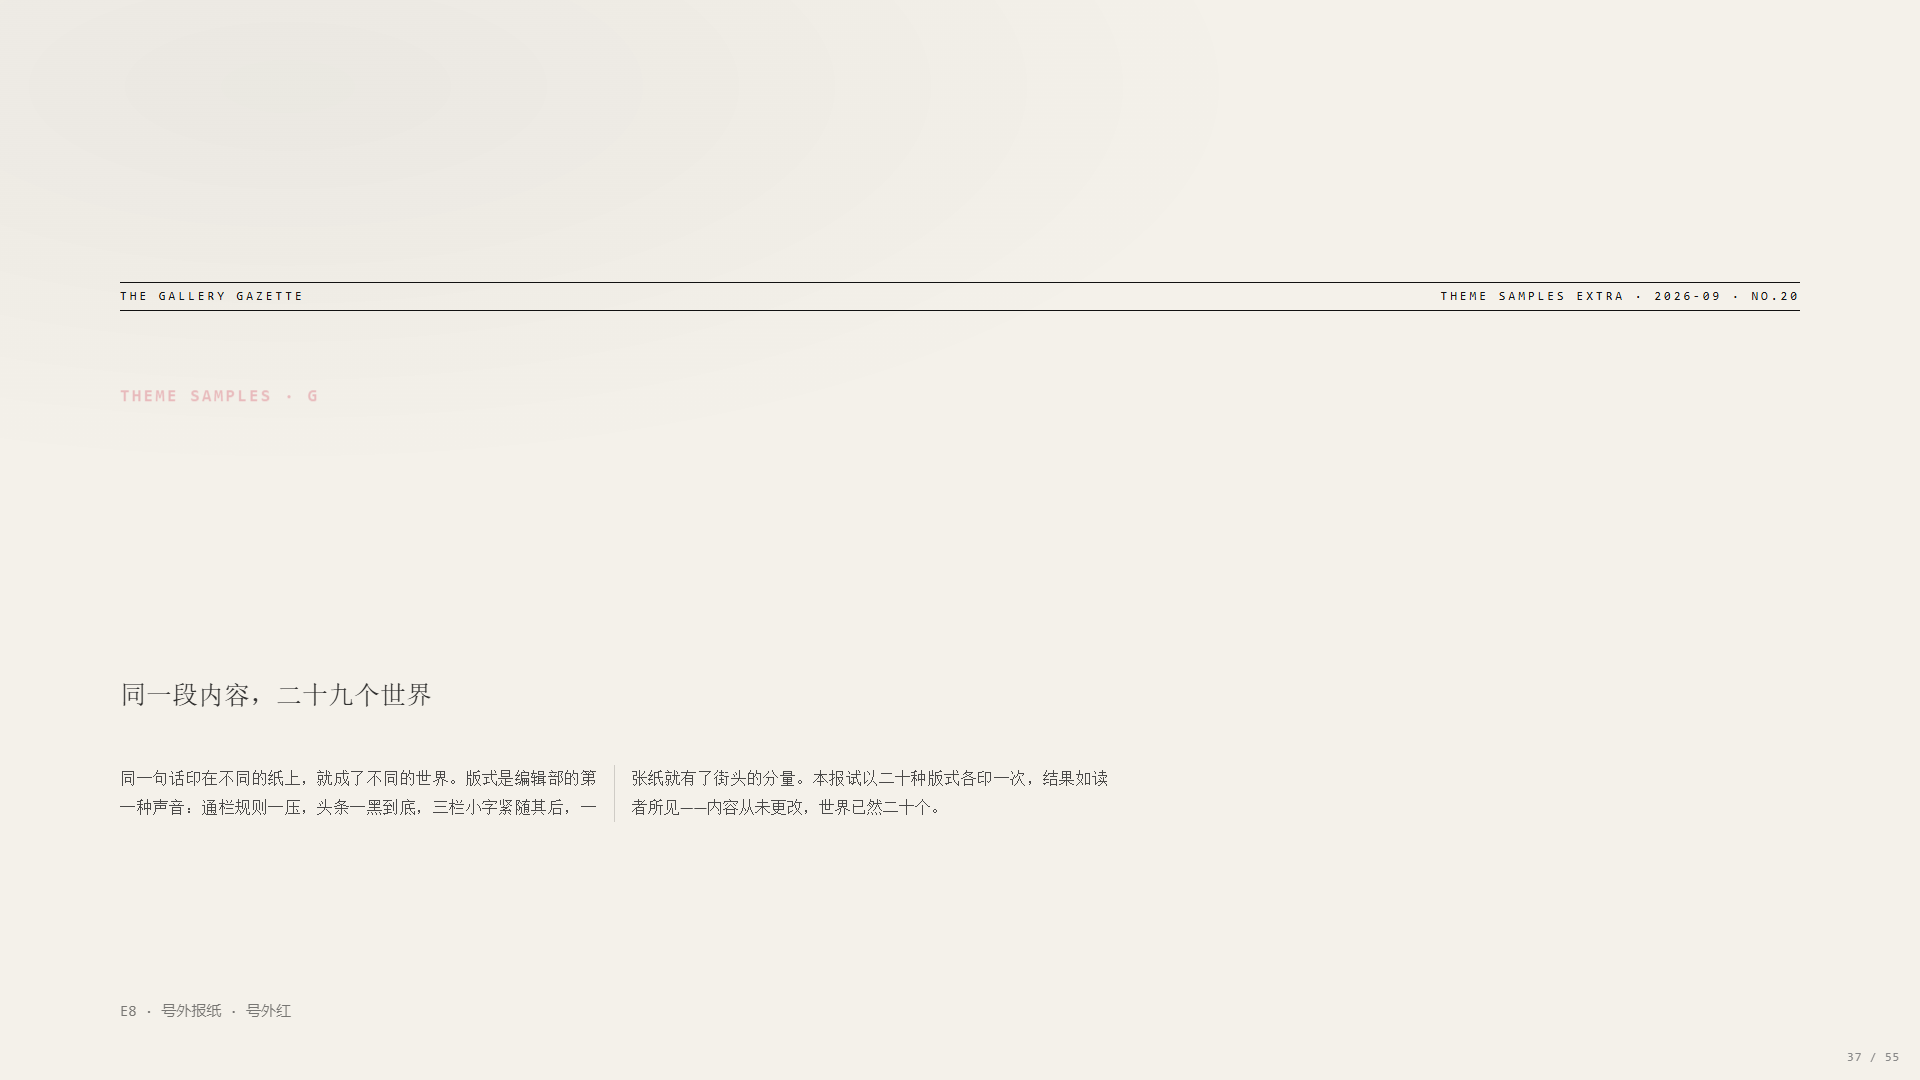 THE GALLERY GAZETTE
THEME SAMPLES EXTRA · 2026-09 · NO.20
THEME SAMPLES · G
同一段内容，二十九个世界
同一句话印在不同的纸上，就成了不同的世界。版式是编辑部的第
一种声音：通栏规则一压，头条一黑到底，三栏小字紧随其后，一
张纸就有了街头的分量。本报试以二十种版式各印一次，结果如读
者所见——内容从未更改，世界已然二十个。
E8 · 号外报纸 · 号外红
37 / 55